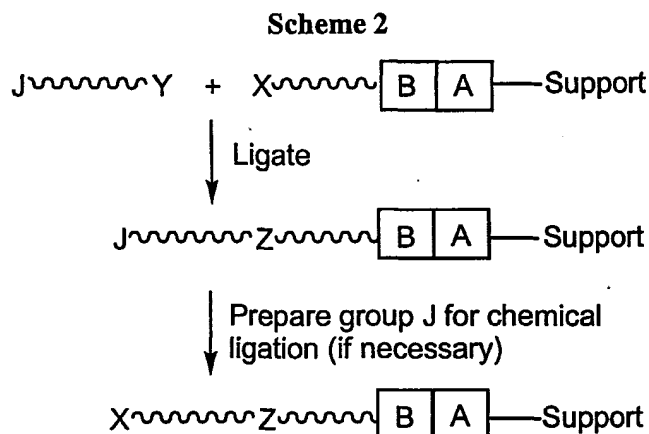 Scheme 2
J Y + X B A Support
Ligate
J Z B A Support
Prepare group J for chemical
ligation (if necessary)
X Z B A Support